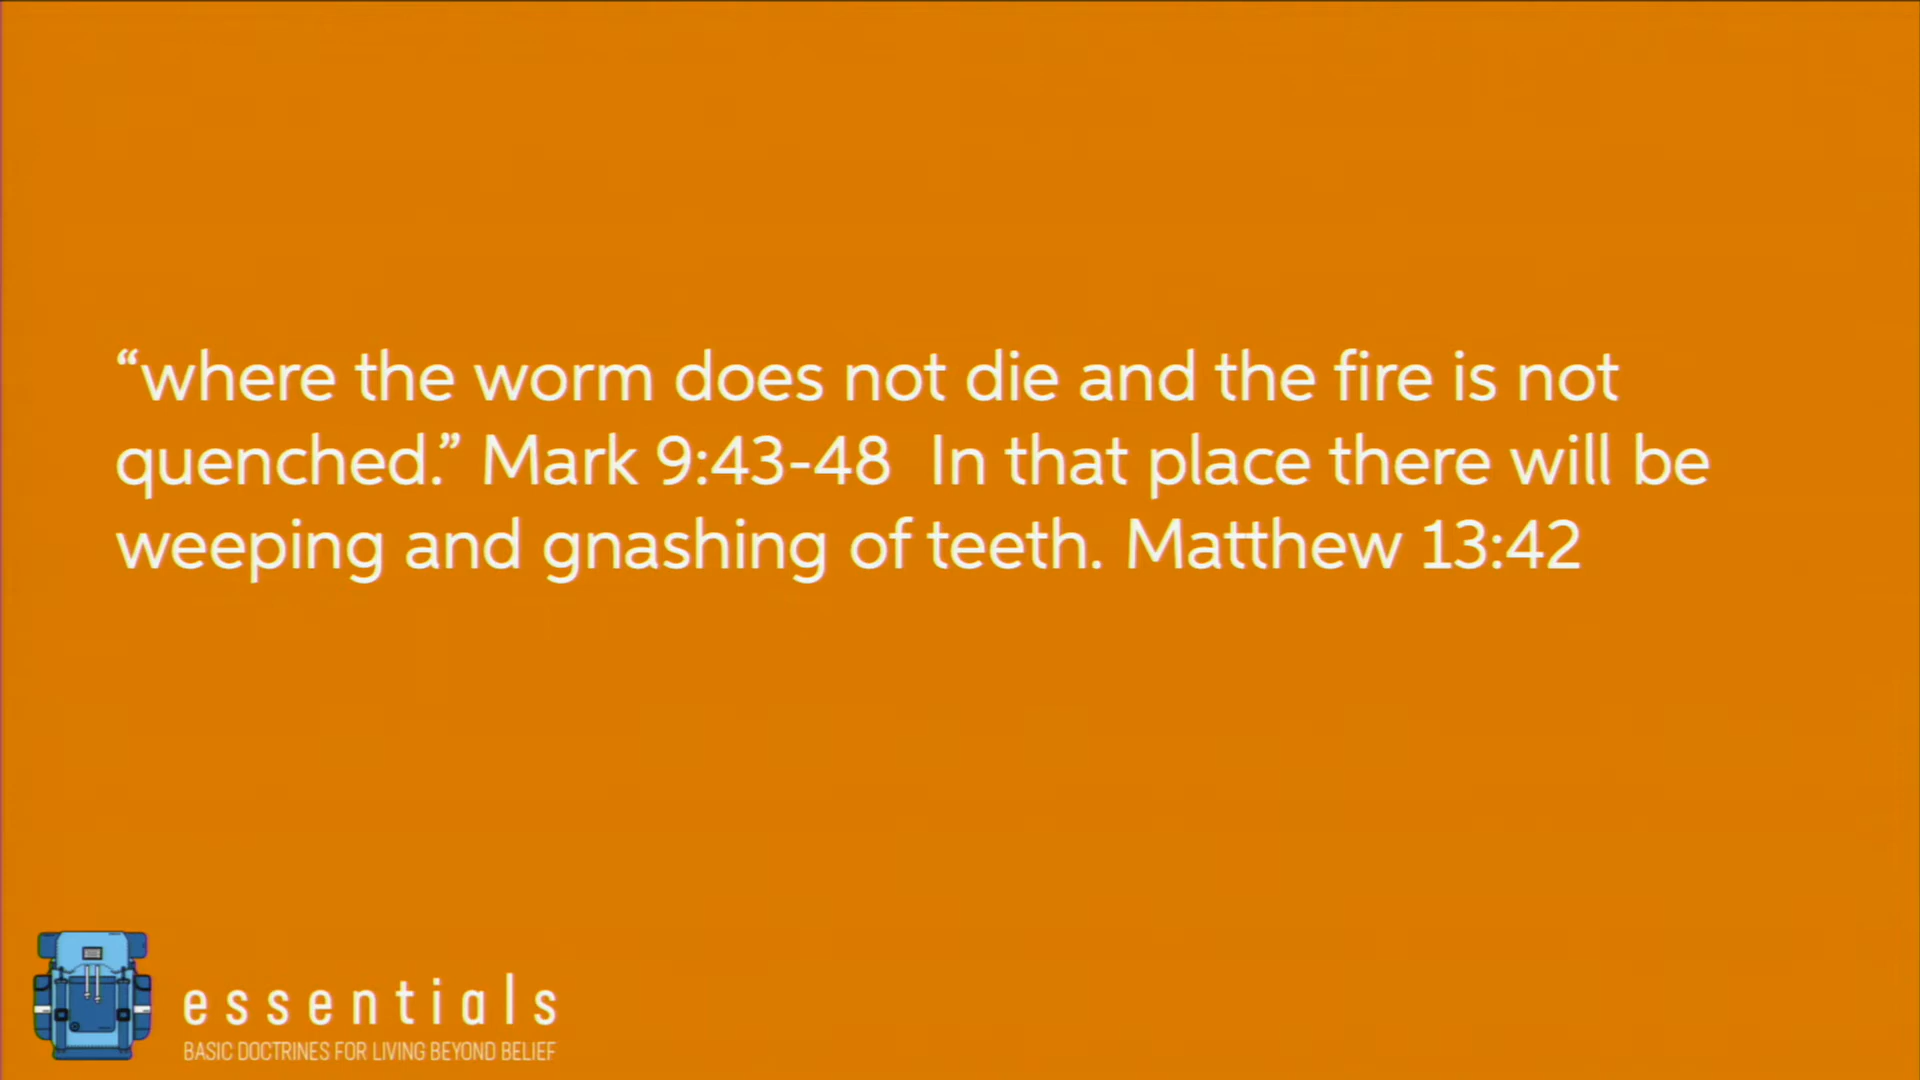 “where the worm does not die and the fire is not
quenched.” Mark 9:43-48  In that place there will be
weeping and gnashing of teeth. Matthew 13:42
essentials
BASIC DOCTRINES FOR LIVING BEYOND BELIEF